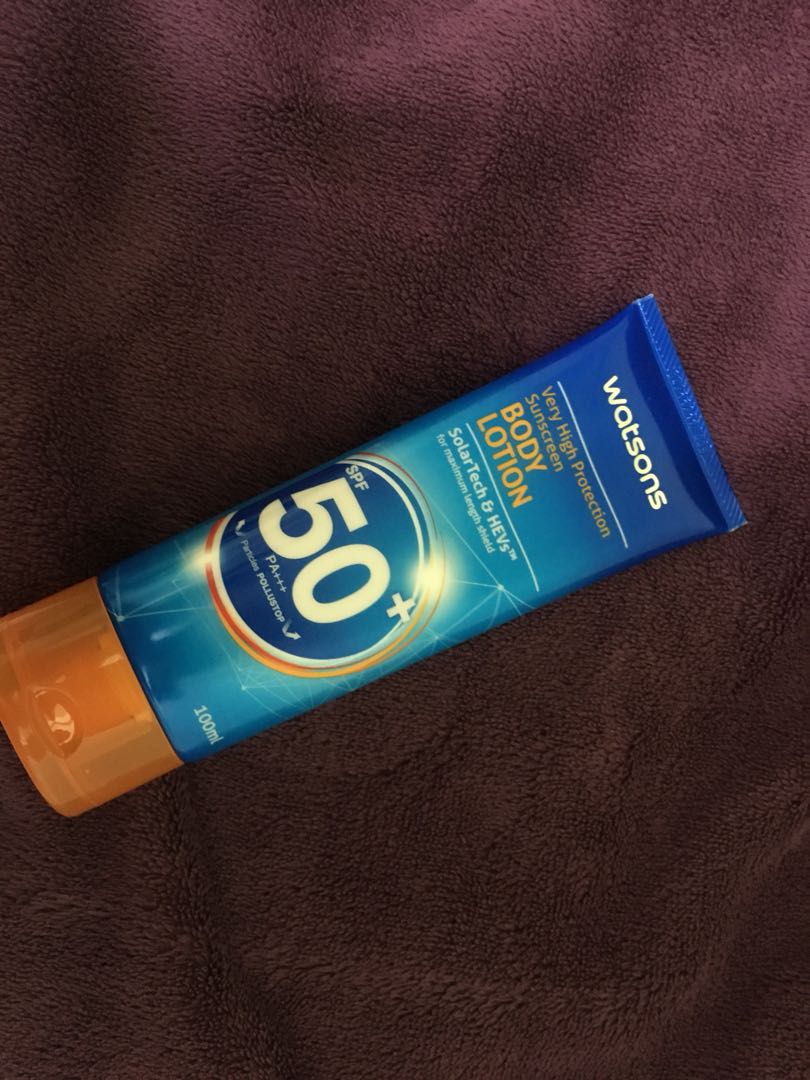 watsons
Very High Protection
Sunscreen
BODY
LOTION
SolarTech & HEVs™
for maximum length shield
SPF
50+
PA+++
Particles POLLUSTOP
100ml